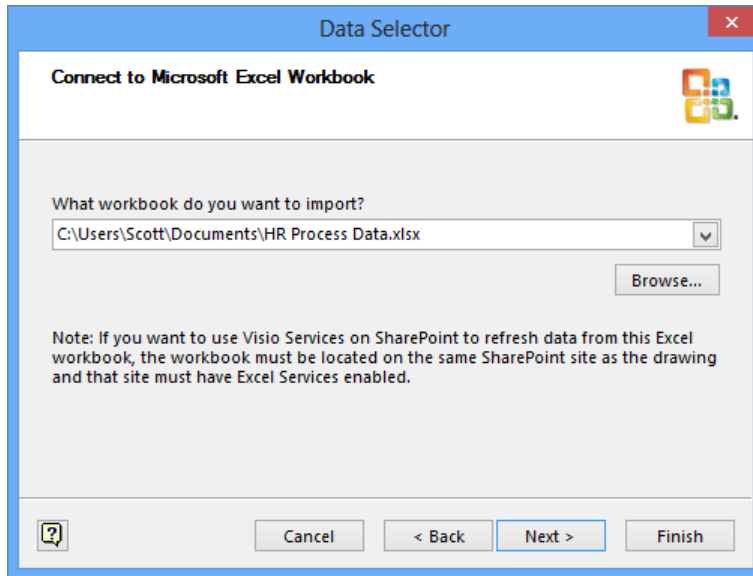 Data Selector
Connect to Microsoft Excel Workbook
What workbook do you want to import?
C:\Users\Scott\Documents\HR Process Data.xlsx
Browse...
Note: If you want to use Visio Services on SharePoint to refresh data from this Excel
workbook, the workbook must be located on the same SharePoint site as the drawing
and that site must have Excel Services enabled.
Cancel
< Back
Next >
Finish